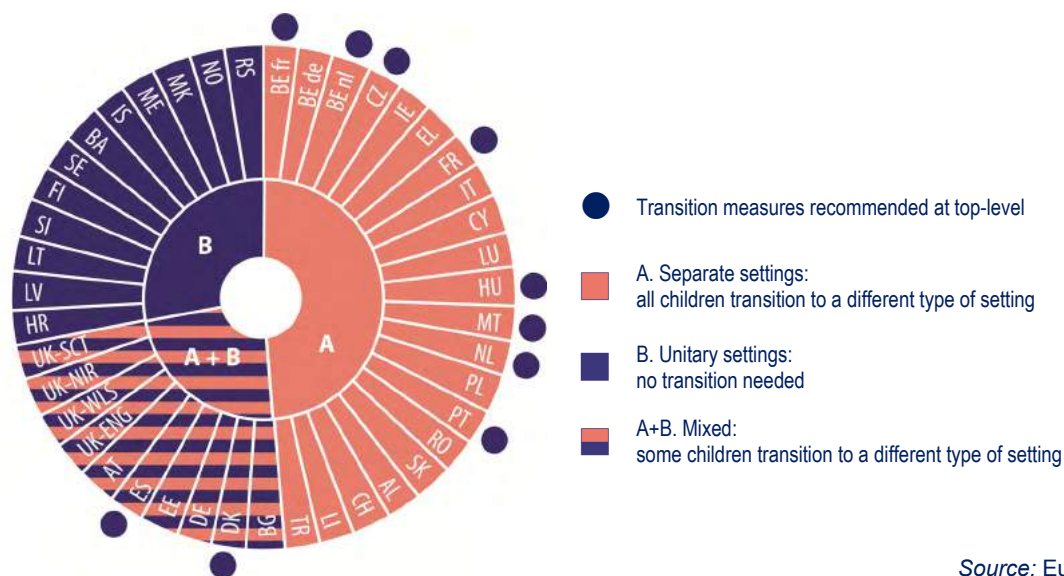 BE fr
BE de
BE nl
CZ
IE
EL
FR
IT
CY
LU
HU
MT
NL
PL
PT
RO
SK
AL
CH
LI
TR
BG
DK
DE
EE
ES
AT
UK-ENG
UK-WLS
UK-NIR
UK-SCT
HR
LV
LT
SI
FI
SE
BA
IS
ME
MK
NO
RS
B
A
A + B
Transition measures recommended at top-level
A. Separate settings:
all children transition to a different type of setting
B. Unitary settings:
no transition needed
A+B. Mixed:
some children transition to a different type of setting
Source: Eu